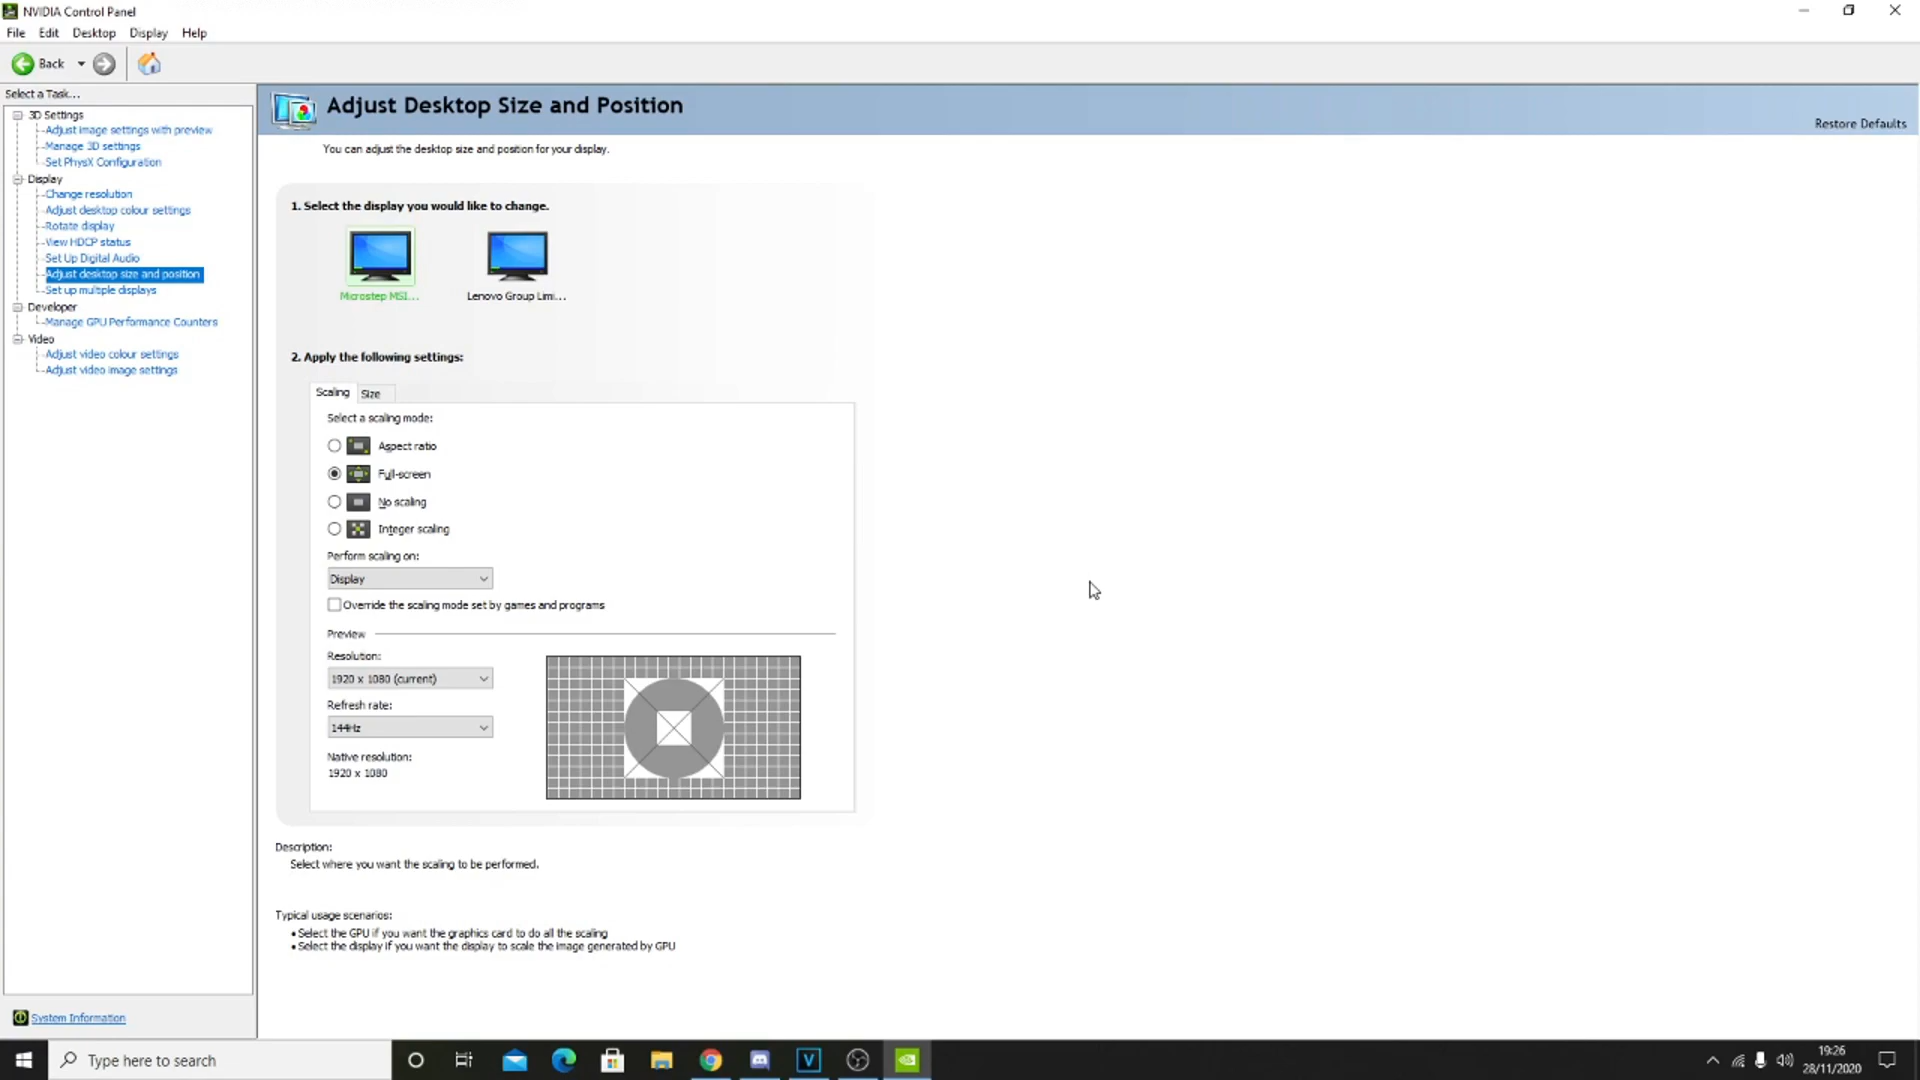 NVIDIA Control Panel
File Edit Desktop Display Help
Back
Select a Task...
3D Settings
Adjust image settings with preview
Manage 3D settings
Set PhysX Configuration
Display
Change resolution
Adjust desktop colour settings
Rotate display
View HDCP status
Set Up Digital Audio
Adjust desktop size and position
Set up multiple displays
Developer
Manage GPU Performance Counters
Video
Adjust video colour settings
Adjust video image settings
System Information
Adjust Desktop Size and Position
Restore Defaults
You can adjust the desktop size and position for your display.
1. Select the display you would like to change.
Microstep MSI... Lenovo Group Limi...
2. Apply the following settings:
Scaling Size
Select a scaling mode:
Aspect ratio
Full-screen
No scaling
Integer scaling
Perform scaling on:
Display
Override the scaling mode set by games and programs
Preview
Resolution:
1920 x 1080 (current)
Refresh rate:
144Hz
Native resolution:
1920 x 1080
Description:
Select where you want the scaling to be performed.
Typical usage scenarios:
• Select the GPU if you want the graphics card to do all the scaling
• Select the display if you want the display to scale the image generated by GPU
Type here to search
V
19:26
28/11/2020